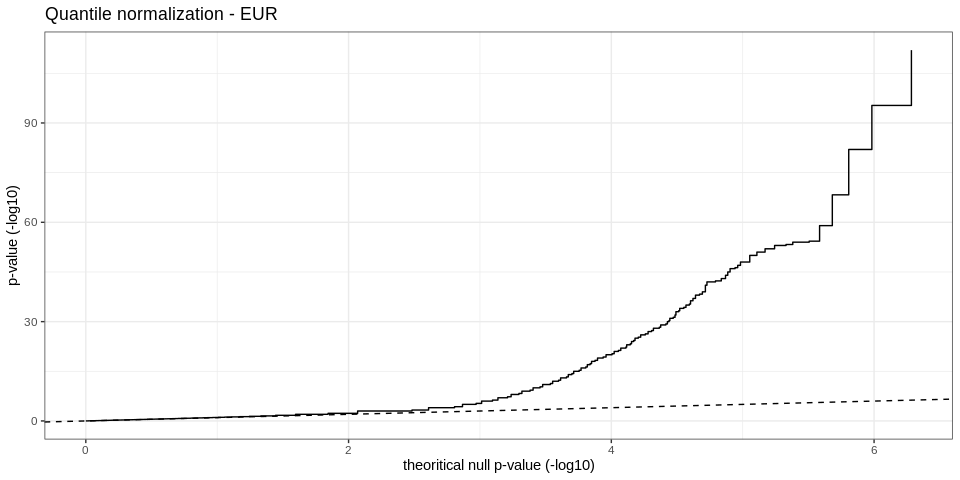 Quantile normalization - EUR
p-value (-log10)
90
60
30
0
0 2 4 6
theoritical null p-value (-log10)